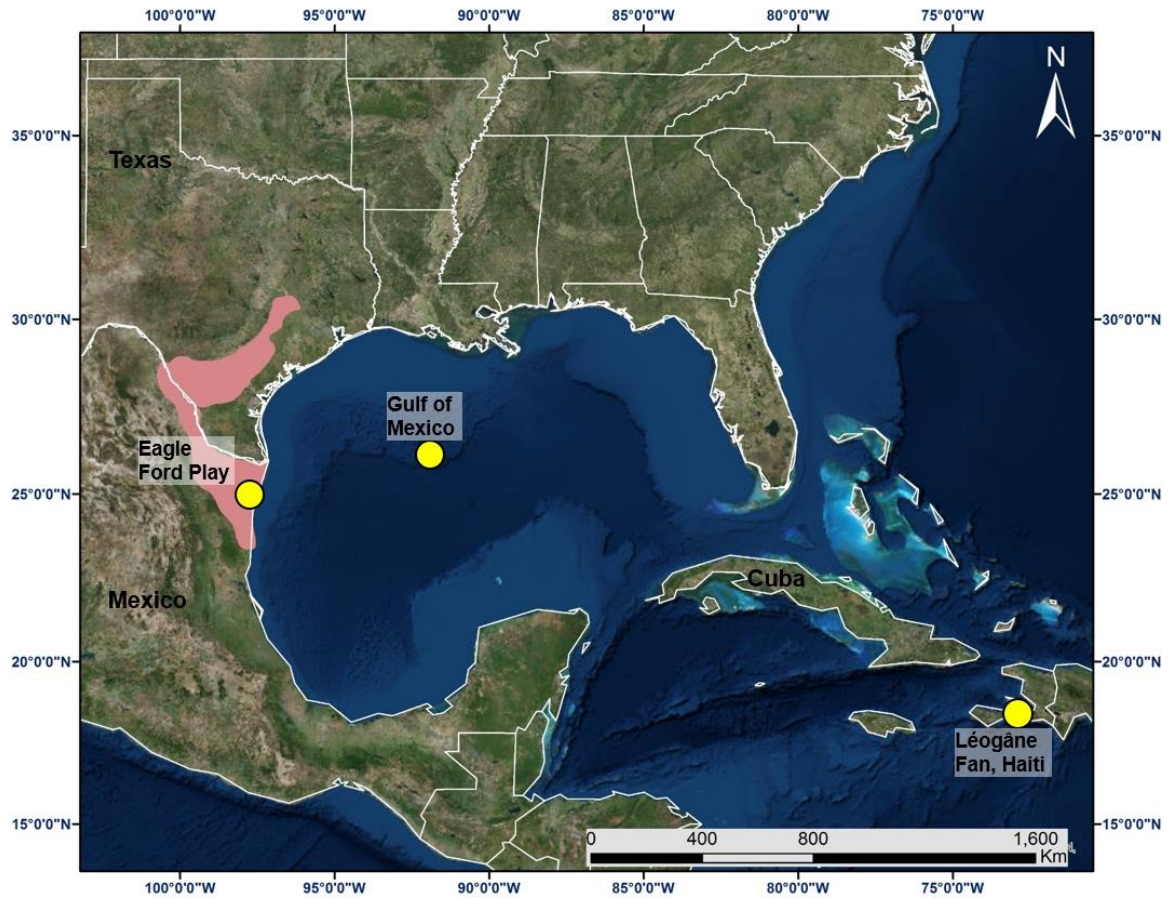 100°0'0"W 95°0'0"W 90°0'0"W 85°0'0"W 80°0'0"W 75°0'0"W
N
35°0'0"N 35°0'0"N
Texas
30°0'0"N 30°0'0"N
Gulf of
Mexico
Eagle
Ford Play
25°0'0"N 25°0'0"N
Cuba
Mexico
20°0'0"N 20°0'0"N
Léogâne
Fan, Haiti
15°0'0"N 15°0'0"N
0 400 800 1,600
Km
100°0'0"W 95°0'0"W 90°0'0"W 85°0'0"W 80°0'0"W 75°0'0"W